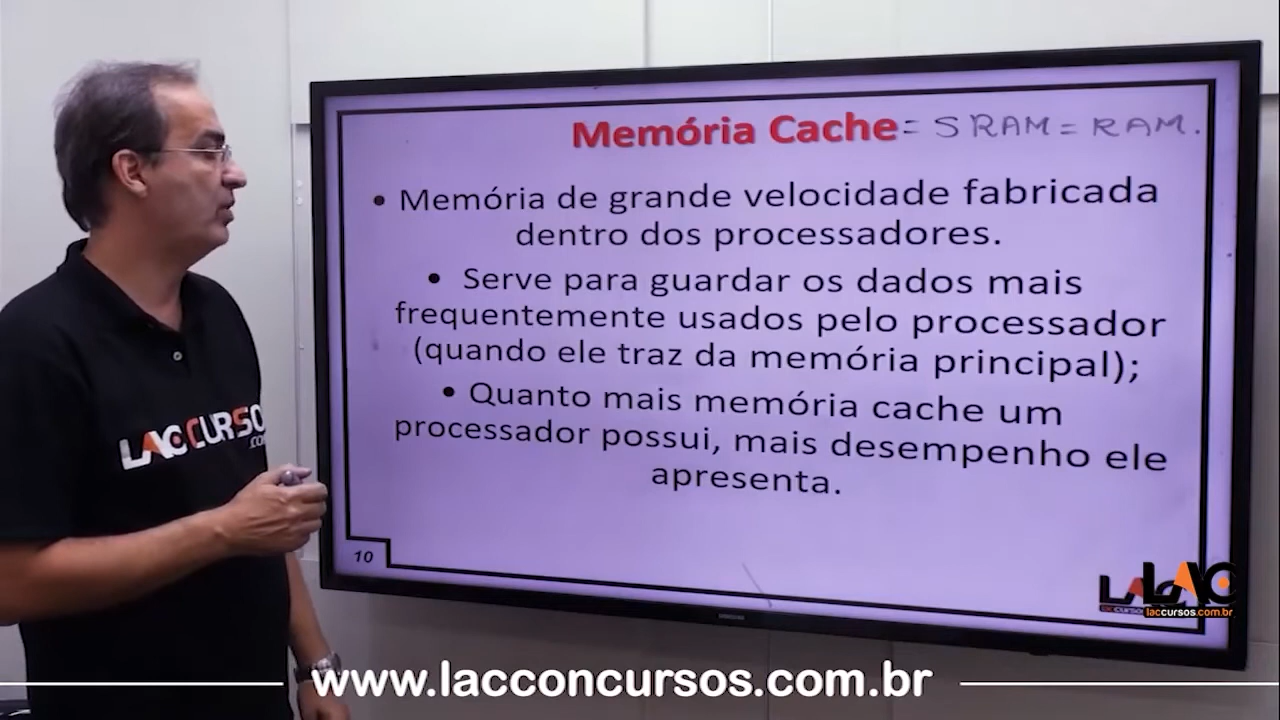 Memória Cache = SRAM = RAM.
• Memória de grande velocidade fabricada
dentro dos processadores.
• Serve para guardar os dados mais
frequentemente usados pelo processador
(quando ele traz da memória principal);
• Quanto mais memória cache um
processador possui, mais desempenho ele
apresenta.
10
LACCURSOS
.COM
LAC
laccursos.com.br
www.lacconcursos.com.br